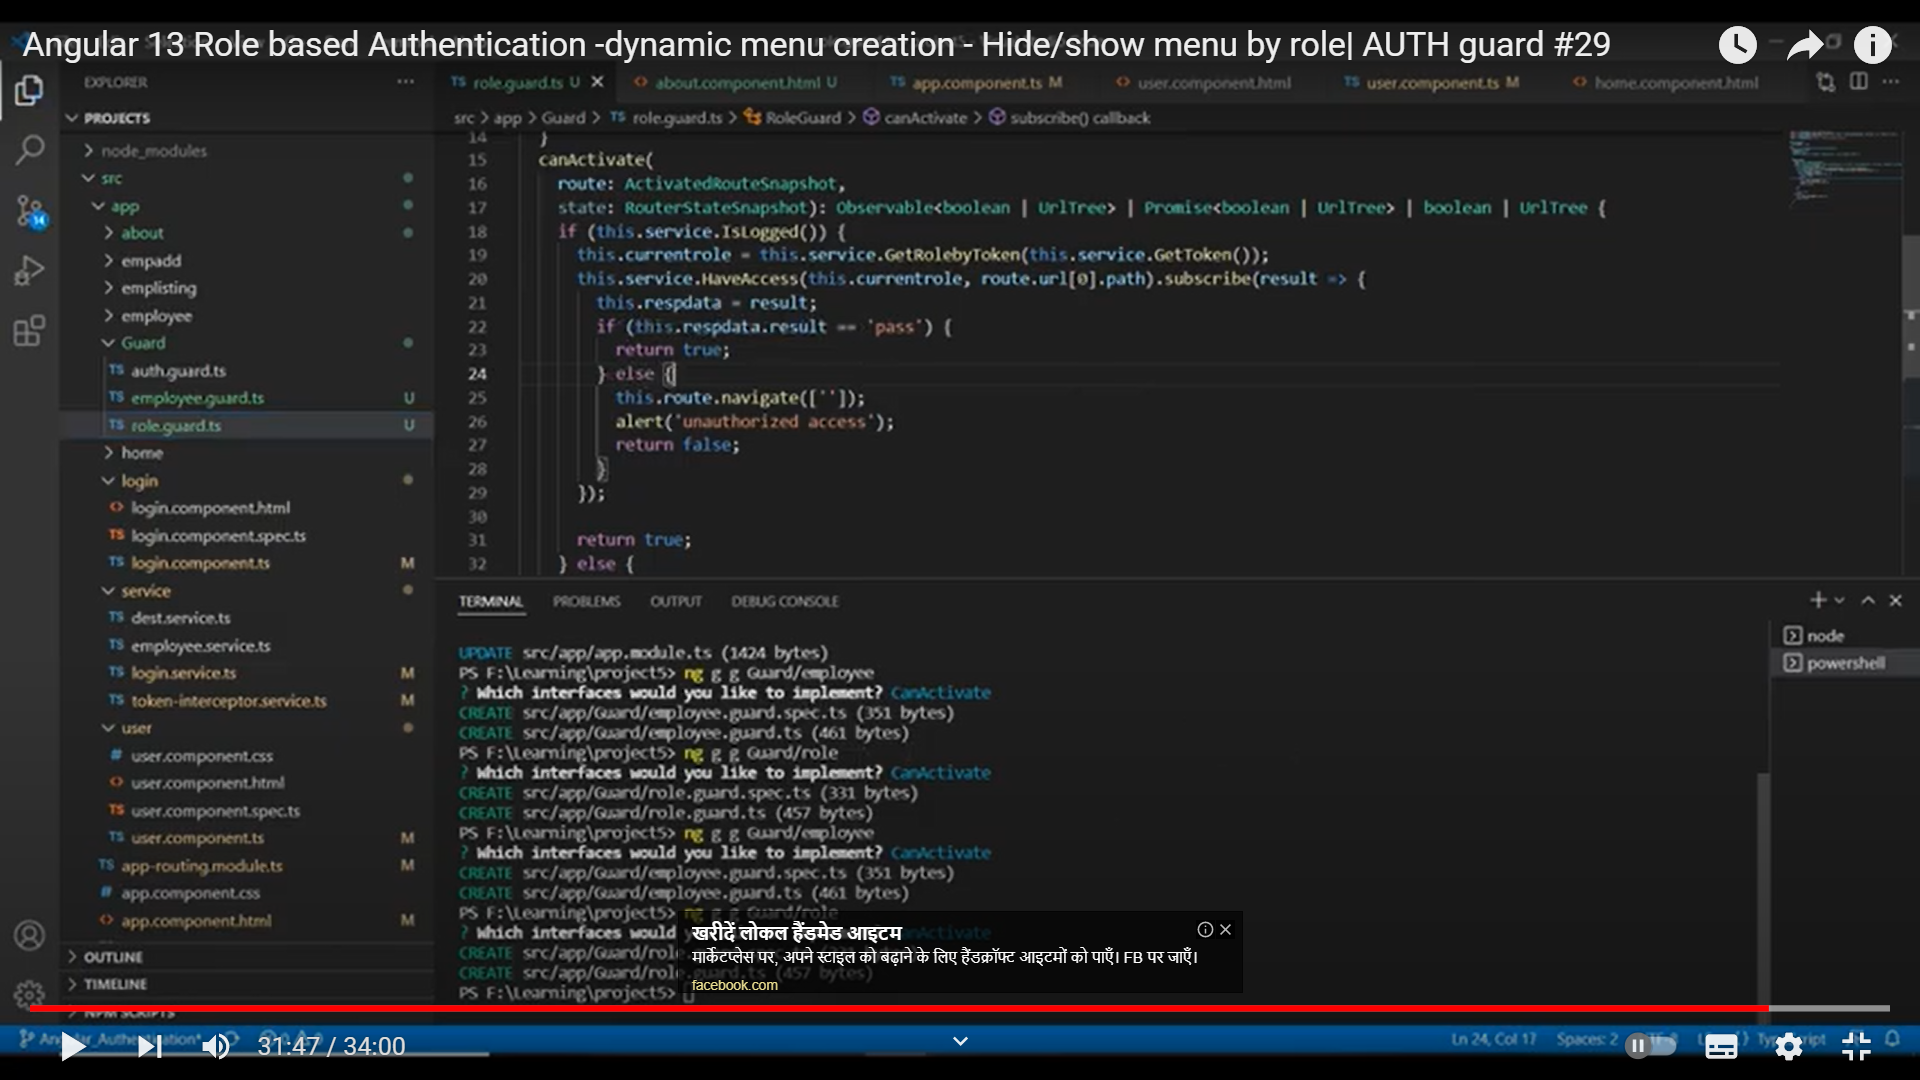 Angular 13 Role based Authentication -dynamic menu creation - Hide/show menu by role| AUTH guard #29
EXPLORER
PROJECTS
node_modules
src
app
about
empadd
emplisting
employee
Guard
TS auth.guard.ts
TS employee.guard.ts U
TS role.guard.ts U
home
login
login.component.html
TS login.component.spec.ts
TS login.component.ts M
service
TS dest.service.ts
TS employee.service.ts
TS login.service.ts M
TS token-interceptor.service.ts M
user
# user.component.css
user.component.html
TS user.component.spec.ts
TS user.component.ts M
TS app-routing.module.ts M
# app.component.css
app.component.html M
OUTLINE
TIMELINE
NPM SCRIPTS
14
TS role.guard.ts U
about.component.html U
TS app.component.ts M
user.component.html
TS user.component.ts M
home.component.html
src > app > Guard > TS role.guard.ts > RoleGuard > canActivate > subscribe() callback
14 }
15 canActivate(
16 route: ActivatedRouteSnapshot,
17 state: RouterStateSnapshot): Observable<boolean | UrlTree> | Promise<boolean | UrlTree> | boolean | UrlTree {
18 if (this.service.IsLogged()) {
19 this.currentrole = this.service.GetRolebyToken(this.service.GetToken());
20 this.service.HaveAccess(this.currentrole, route.url[0].path).subscribe(result => {
21 this.respdata = result;
22 if (this.respdata.result == 'pass') {
23 return true;
24 } else {
25 this.route.navigate(['']);
26 alert('unauthorized access');
27 return false;
28 }
29 });
30
31 return true;
32 } else {
TERMINAL PROBLEMS OUTPUT DEBUG CONSOLE
node
powershell
UPDATE src/app/app.module.ts (1424 bytes)
PS F:\Learning\project5> ng g g Guard/employee
? Which interfaces would you like to implement? CanActivate
CREATE src/app/Guard/employee.guard.spec.ts (351 bytes)
CREATE src/app/Guard/employee.guard.ts (461 bytes)
PS F:\Learning\project5> ng g g Guard/role
? Which interfaces would you like to implement? CanActivate
CREATE src/app/Guard/role.guard.spec.ts (331 bytes)
CREATE src/app/Guard/role.guard.ts (457 bytes)
PS F:\Learning\project5> ng g g Guard/employee
? Which interfaces would you like to implement? CanActivate
CREATE src/app/Guard/employee.guard.spec.ts (351 bytes)
CREATE src/app/Guard/employee.guard.ts (461 bytes)
PS F:\Learning\project5> ng g g Guard/role
? Which interfaces would
CREATE src/app/Guard/role
CREATE src/app/Guard/role (457 bytes)
PS F:\Learning\project5>
खरीदें लोकल हैंडमेड आइटम
मार्केटप्लेस पर, अपने स्टाइल को बढ़ाने के लिए हैंडक्रॉफ्ट आइटमों को पाएँ। FB पर जाएँ।
facebook.com
Ln 24, Col 17 Spaces: 2
31:47 / 34:00